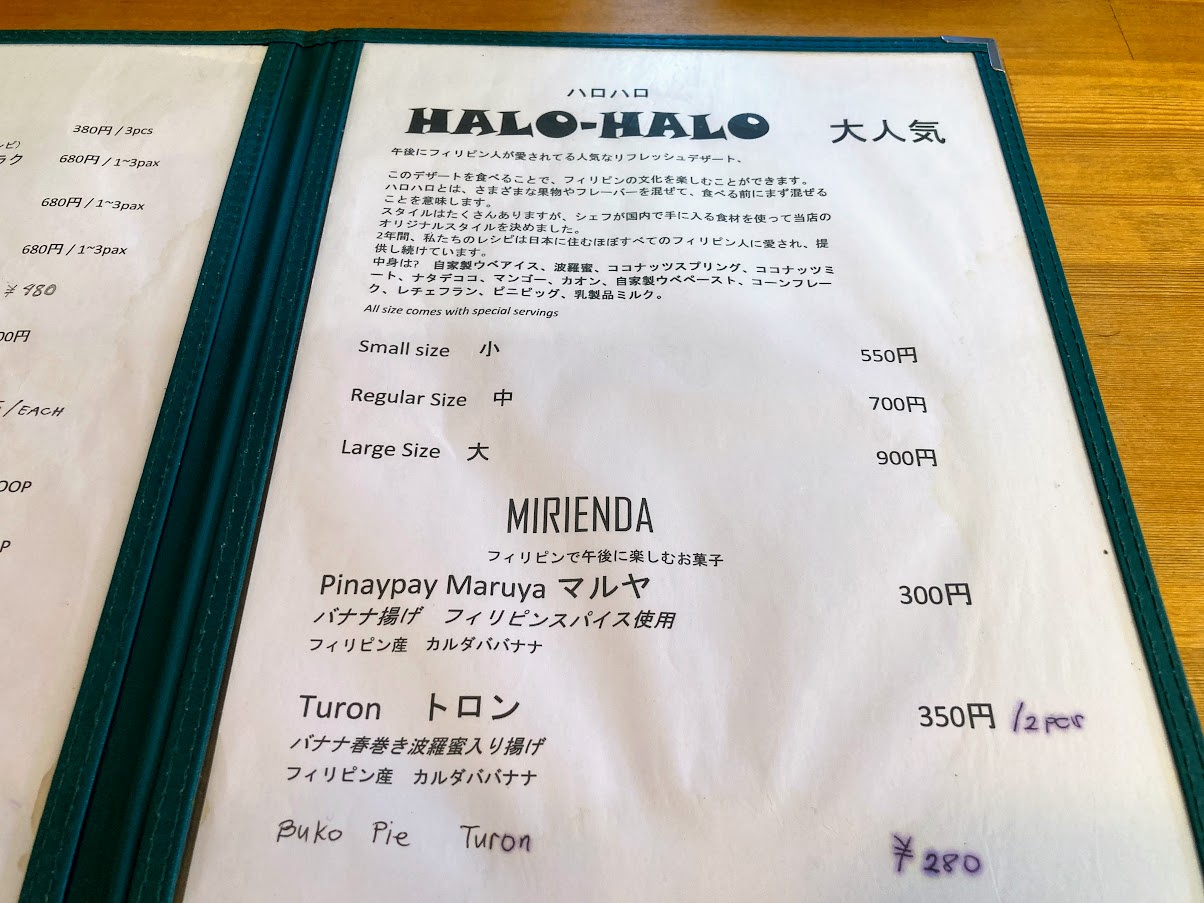 380円 / 3pcs
680円 / 1~3pax
680円 / 1~3pax
680円 / 1~3pax
¥ 980
00円
/EACH
OOP
P
ハロハロ
HALO-HALO 大人気
午後にフィリピン人が愛されてる人気なリフレッシュデザート、
このデザートを食べることで、フィリピンの文化を楽しむことができます。
ハロハロとは、さまざまな果物やフレーバーを混ぜて、食べる前にまず混ぜる
ことを意味します。
スタイルはたくさんありますが、シェフが国内で手に入る食材を使って当店の
オリジナルスタイルを決めました。
2年間、私たちのレシピは日本に住むほぼすべてのフィリピン人に愛され、提
供し続けています。
中身は? 自家製ウベアイス、波羅蜜、ココナッツスプリング、ココナッツミ
ート、ナタデココ、マンゴー、カオン、自家製ウベペースト、コーンフレー
ク、レチェフラン、ピニピッグ、乳製品ミルク。
All size comes with special servings
Small size 小 550円
Regular Size 中 700円
Large Size 大 900円
MIRIENDA
フィリピンで午後に楽しむお菓子
Pinaypay Maruya マルヤ 300円
バナナ揚げ フィリピンスパイス使用
フィリピン産 カルダババナナ
Turon トロン 350円 /2pcs
バナナ春巻き波羅蜜入り揚げ
フィリピン産 カルダババナナ
Buko Pie Turon ¥280